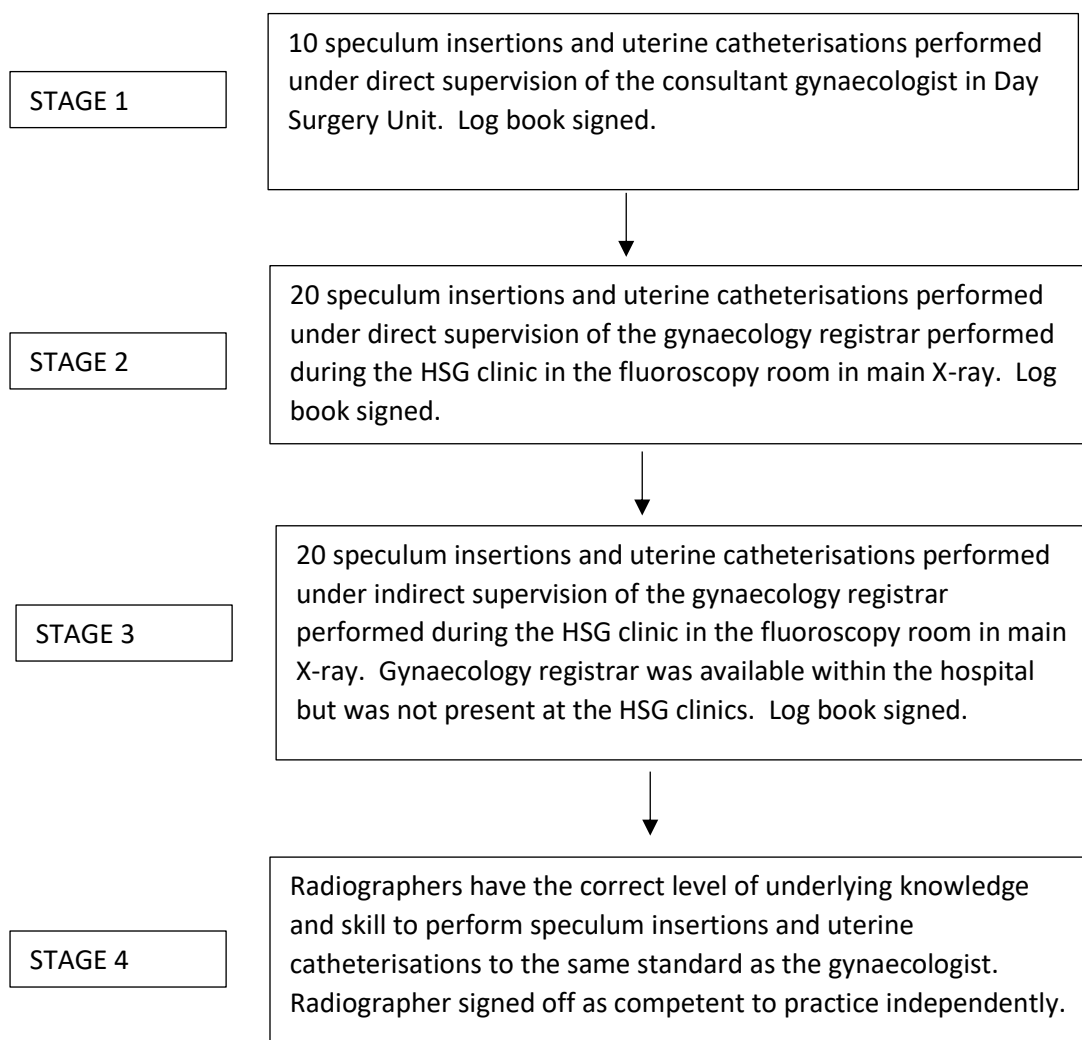 STAGE 1
10 speculum insertions and uterine catheterisations performed
under direct supervision of the consultant gynaecologist in Day
Surgery Unit.  Log book signed.
STAGE 2
20 speculum insertions and uterine catheterisations performed
under direct supervision of the gynaecology registrar performed
during the HSG clinic in the fluoroscopy room in main X-ray.  Log
book signed.
STAGE 3
20 speculum insertions and uterine catheterisations performed
under indirect supervision of the gynaecology registrar
performed during the HSG clinic in the fluoroscopy room in main
X-ray.  Gynaecology registrar was available within the hospital
but was not present at the HSG clinics.  Log book signed.
STAGE 4
Radiographers have the correct level of underlying knowledge
and skill to perform speculum insertions and uterine
catheterisations to the same standard as the gynaecologist.
Radiographer signed off as competent to practice independently.